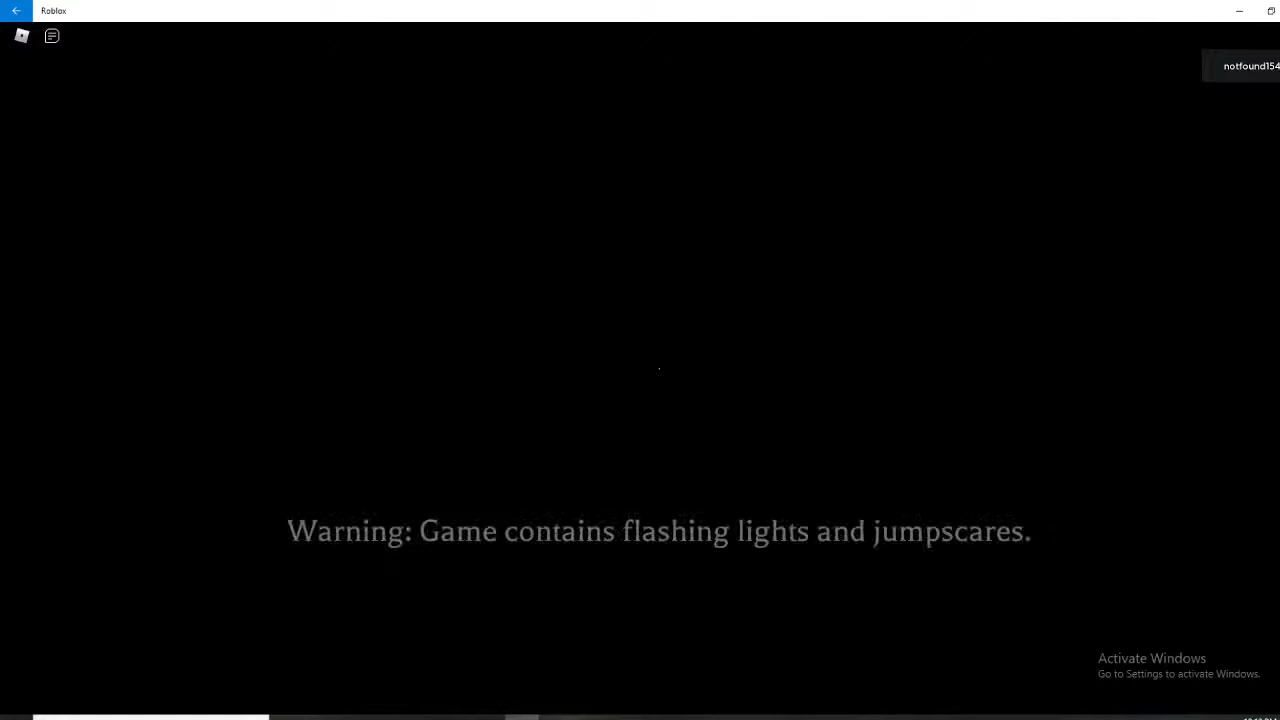 Roblox
notfound154
Warning: Game contains flashing lights and jumpscares.
Activate Windows
Go to Settings to activate Windows.